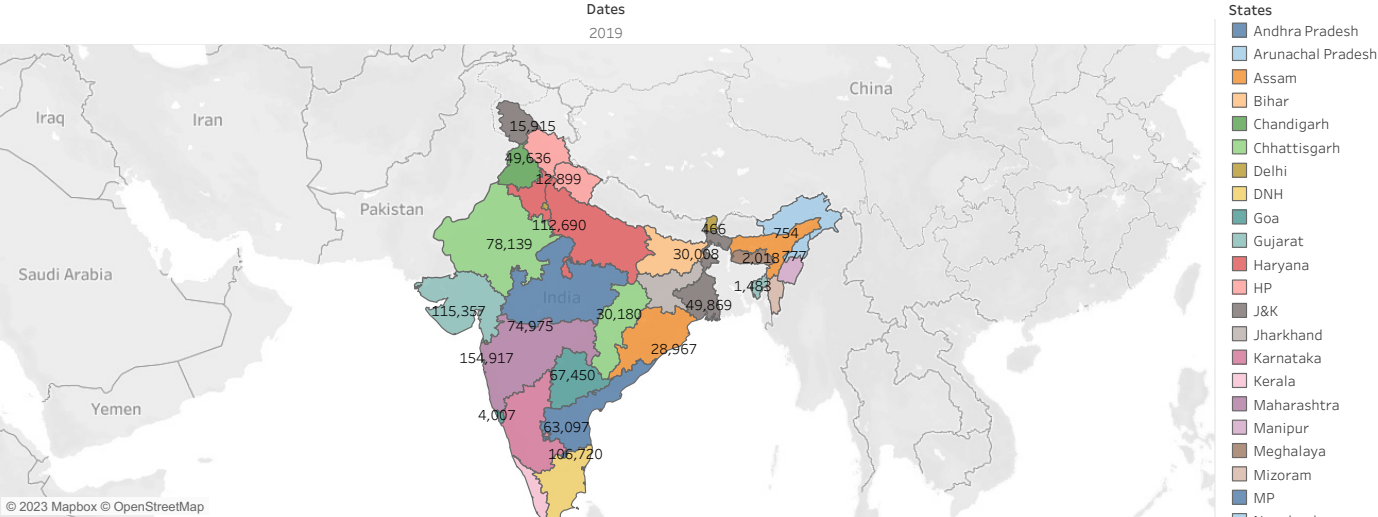 Dates
2019
States
Andhra Pradesh
Arunachal Pradesh
Assam
Bihar
Chandigarh
Chhattisgarh
Delhi
DNH
Goa
Gujarat
Haryana
HP
J&K
Jharkhand
Karnataka
Kerala
Maharashtra
Manipur
Meghalaya
Mizoram
MP
China
Iraq
Iran
15,915
49,636
12,899
Pakistan
112,690
466
754
78,139
30,008
2,018
777
Saudi Arabia
1,483
India
49,869
115,357
30,180
74,975
28,967
154,917
67,450
Yemen
4,007
63,097
106,720
© 2023 Mapbox © OpenStreetMap